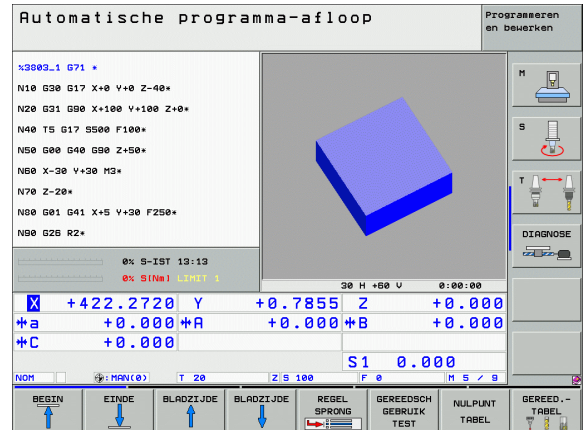 Automatische programma-afloop
Programmeren
en bewerken
%3803_1 G71 *
N10 G30 G17 X+0 Y+0 Z-40*
N20 G31 G90 X+100 Y+100 Z+0*
N40 T5 G17 S500 F100*
N50 G00 G40 G90 Z+50*
N60 X-30 Y+30 M3*
N70 Z-20*
N80 G01 G41 X+5 Y+30 F250*
N90 G26 R2*
0% S-IST 13:13
0% S[Nm] LIMIT 1
30 H +60 V 0:00:00
X +422.2720 Y +0.7855 Z +0.000
a +0.000 A +0.000 B +0.000
C +0.000
S1 0.00
NOM : MAN(0) T 20 Z S 100 F 0 M 5 / 9
M
S
T
DIAGNOSE
BEGIN
EINDE
BLADZIJDE
BLADZIJDE
REGEL
SPRONG
GEREEDSCH
GEBRUIK
TEST
NULPUNT
TABEL
GEREED.-
TABEL